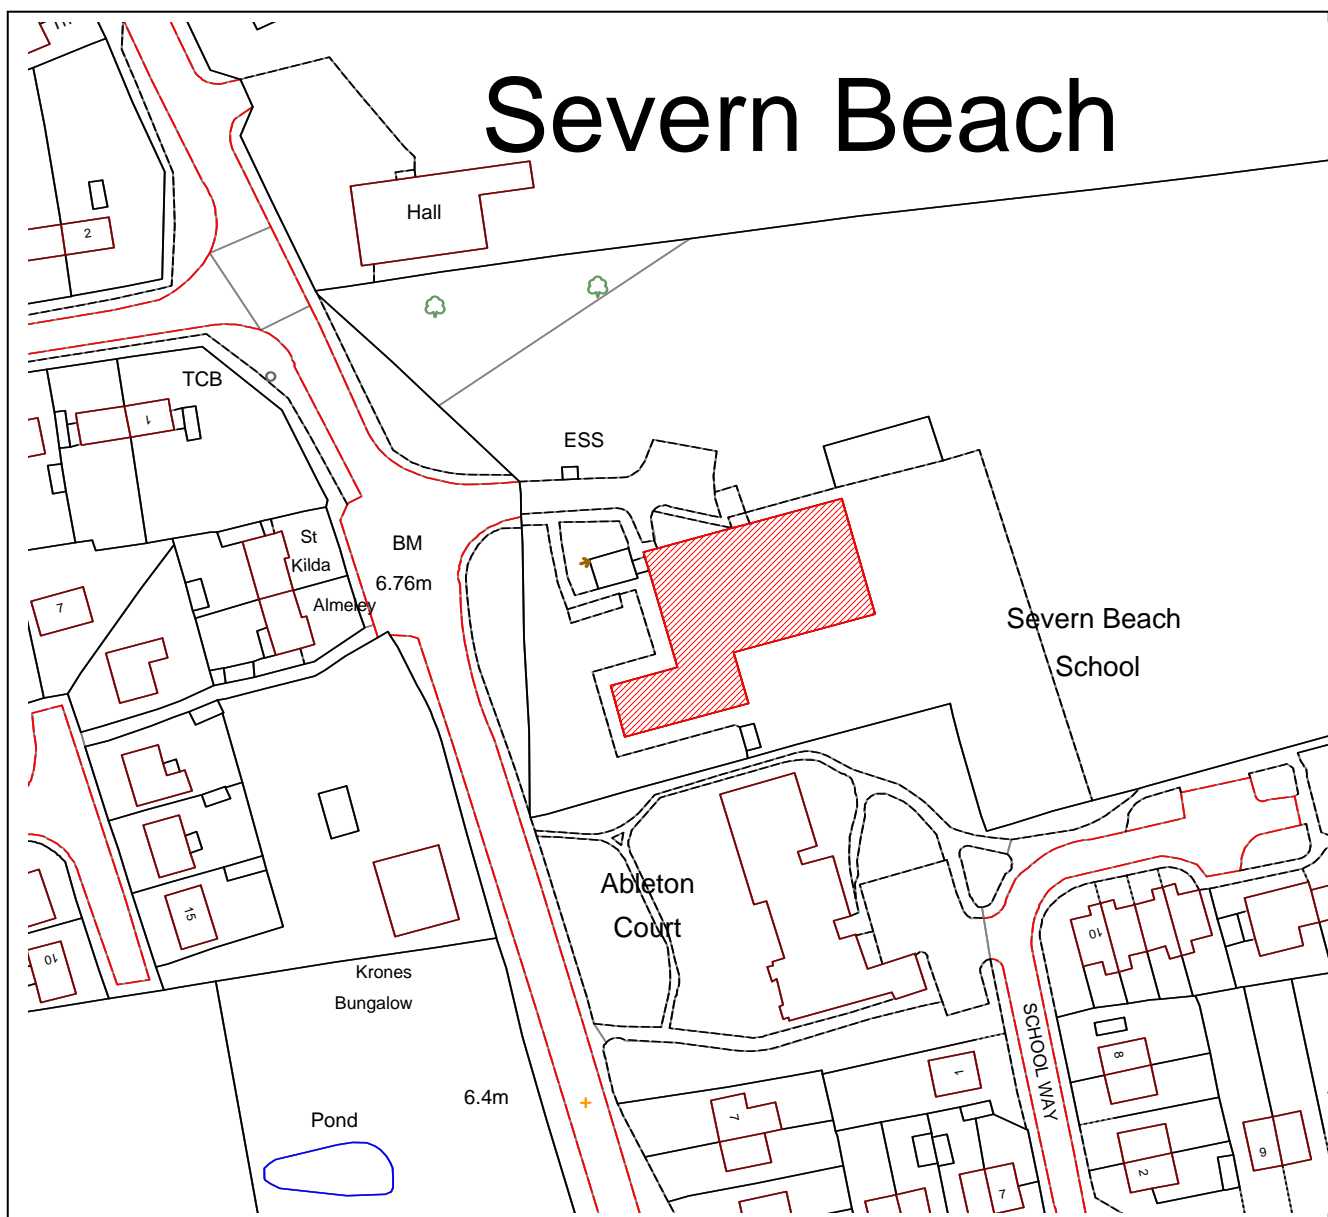 Severn Beach
Hall
2
TCB
1
ESS
St
Kilda
BM
6.76m
Almeley
7
Severn Beach
School
15
10
Ableton
Court
10
Krones
Bungalow
SCHOOL WAY
8
1
6.4m
7
Pond
2
9
7